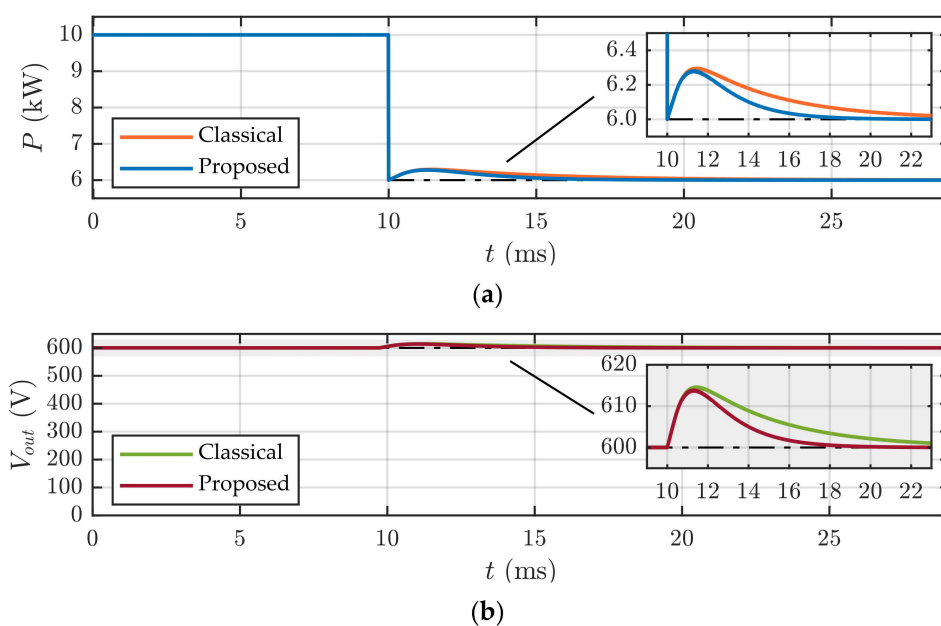 10
9
8
7
6
P (kW)
Classical
Proposed
6.4
6.2
6.0
10 12 14 16 18 20 22
0 5 10 15 20 25
t (ms)
(a)
600
500
400
300
200
100
0
V_out (V)
Classical
Proposed
620
610
600
10 12 14 16 18 20 22
0 5 10 15 20 25
t (ms)
(b)